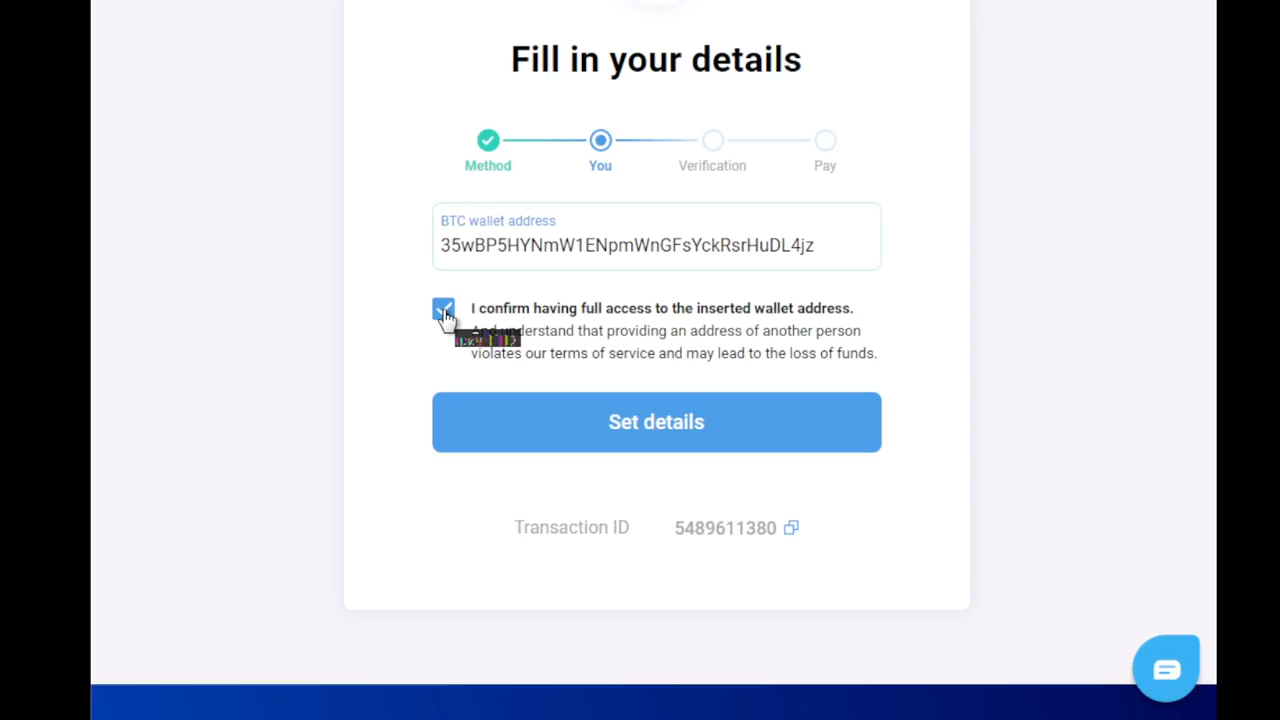 Fill in your details
Method
You
Verification
Pay
BTC wallet address
35wBP5HYNmW1ENpmWnGFsYckRsrHuDL4jz
I confirm having full access to the inserted wallet address.
And understand that providing an address of another person
violates our terms of service and may lead to the loss of funds.
Set details
Transaction ID 5489611380